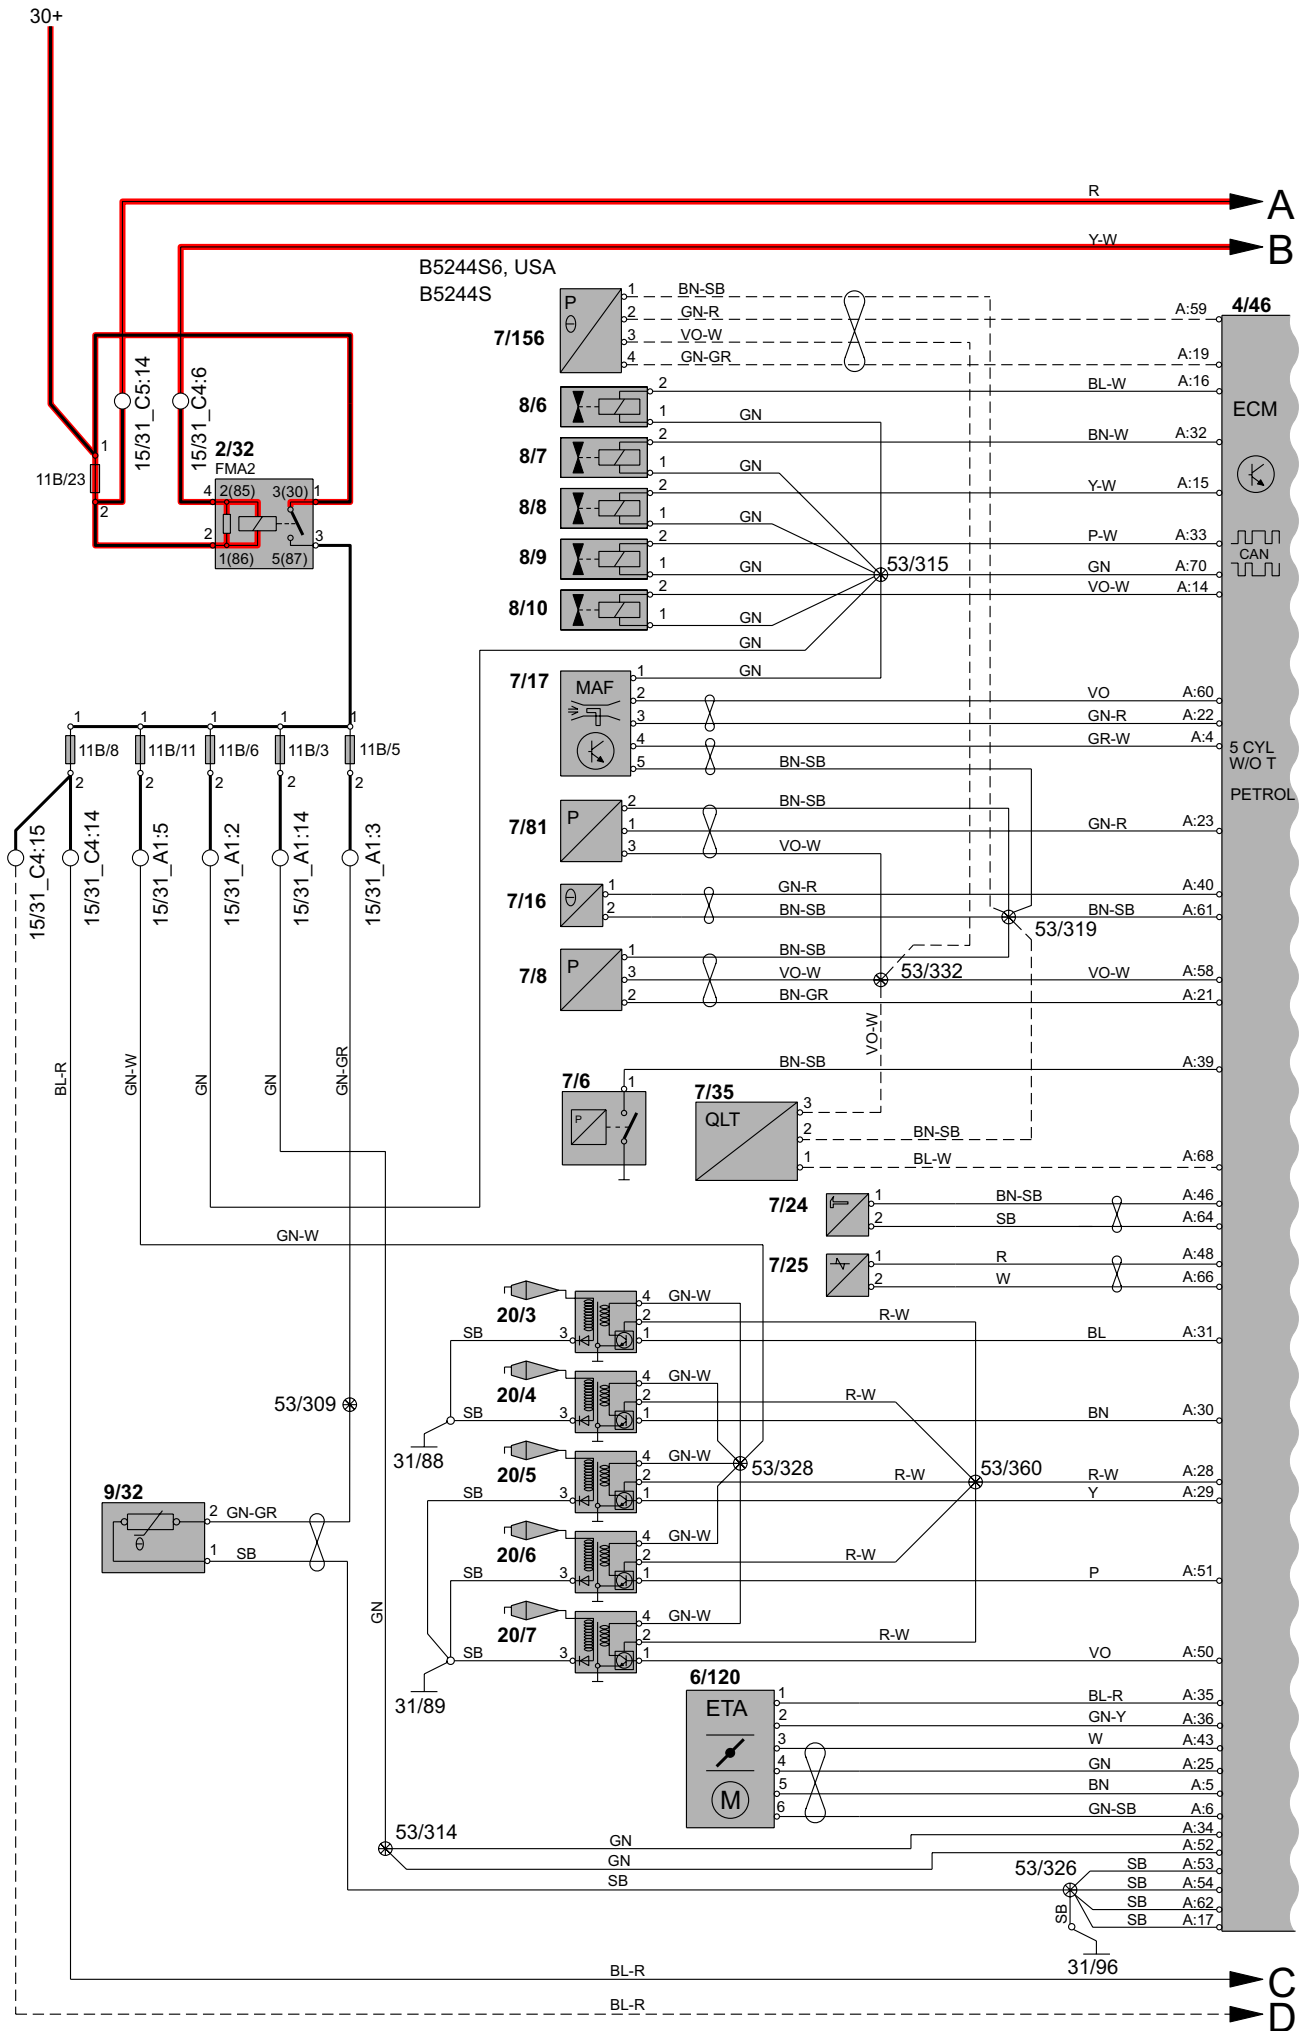 30+
R
A
Y-W
B
B5244S6, USA
B5244S
1 BN-SB
P 2 GN-R A:59 4/46
7/156 3 VO-W
4 GN-GR A:19
15/31_C5:14
15/31_C4:6
8/6 2 BL-W A:16
1 GN ECM
8/7 2 BN-W A:32
1 GN
2/32
FMA2
1
11B/23
2
4 2(85) 3(30) 1
2 3
1(86) 5(87)
8/8 2 Y-W A:15
1 GN
8/9 2 P-W A:33
1 GN 53/315 GN A:70
CAN
8/10 2 VO-W A:14
1 GN
GN
7/17 1 GN
MAF
2 VO A:60
3 GN-R A:22
4 GR-W A:4
5 BN-SB
5 CYL
W/O T
PETROL
1 1 1 1 1
11B/8 11B/11 11B/6 11B/3 11B/5
2 2 2 2 2
7/81 P 2 BN-SB
1 GN-R A:23
3 VO-W
15/31_C4:15
15/31_C4:14
15/31_A1:5
15/31_A1:2
15/31_A1:14
15/31_A1:3
7/16 θ 1 GN-R A:40
2 BN-SB BN-SB A:61
53/319
7/8 P 1 BN-SB
3 VO-W 53/332 VO-W A:58
2 BN-GR A:21
VO-W
BL-R
GN-W
GN
GN
GN-GR
7/6 1 BN-SB A:39
P
7/35
QLT 3
2 BN-SB
1 BL-W A:68
7/24 1 BN-SB A:46
2 SB A:64
GN-W
7/25 1 R A:48
2 W A:66
20/3 4 GN-W
2 R-W
SB 3 1 BL A:31
20/4 4 GN-W
2 R-W
SB 3 1 BN A:30
53/309
31/88
20/5 4 GN-W 53/328
2 R-W 53/360 R-W A:28
SB 3 1 Y A:29
9/32
2 GN-GR
θ
1 SB
20/6 4 GN-W
2 R-W
SB 3 1 P A:51
GN
20/7 4 GN-W
2 R-W
SB 3 1 VO A:50
31/89
6/120
ETA
M
1 BL-R A:35
2 GN-Y A:36
3 W A:43
4 GN A:25
5 BN A:5
6 GN-SB A:6
53/314 GN A:34
GN A:52
SB 53/326 SB A:53
SB A:54
SB A:62
SB SB A:17
31/96
BL-R C
BL-R D